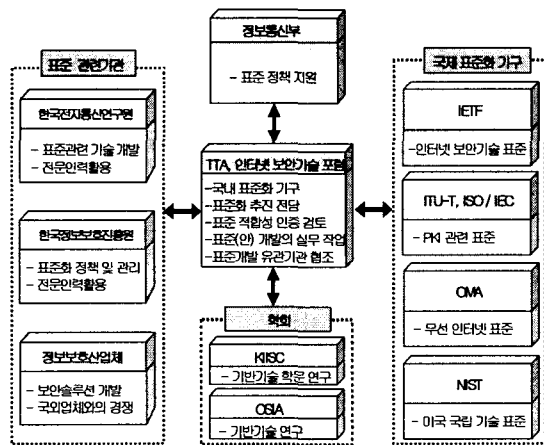 정보통신부
– 표준 정책 지원
표준 관련기관
한국전자통신연구원
– 표준관련 기술 개발
– 전문인력활용
한국정보보호진흥원
– 표준화 정책 및 관리
– 전문인력활용
정보보호산업체
– 보안솔루션 개발
– 국외업체와의 경쟁
TTA, 인터넷 보안기술 포럼
–국내 표준화 기구
–표준화 추진 전담
–표준 적합성 인증 검토
–표준(안) 개발의 실무 작업
–표준개발 유관기관 협조
학회
KIISC
– 기반기술 학문 연구
OSIA
– 기반기술 연구
국제 표준화 기구
IETF
–인터넷 보안기술 표준
ITU-T, ISO / IEC
– PKI 관련 표준
OMA
– 무선 인터넷 표준
NIST
– 미국 국립 기술 표준